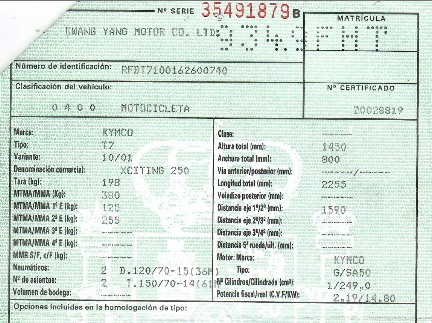 Nº SERIE 35491879 B
KWANG YANG MOTOR CO. LTD.
MATRÍCULA
9349FHT
Número de identificación: RFBT7100162600740
Clasificación del vehículo:
0400 MOTOCICLETA
Nº CERTIFICADO
20028819
Marca: KYMCO
Tipo: T7
Variante: 10/01
Denominación comercial: XCITING 250
Tara (kg): 198
MTMA/MMA (Kg): 380
MTMA/MMA 1º E (kg): 125
MTMA/MMA 2º E (kg): 255
MTMA/MMA 3º E (kg):
MTMA/MMA 4º E (kg):
MMR S/F, c/F (kg):
Neumáticos: 2 D.120/70-15(56M)
Nº de asientos: 2 T.150/70-14(61M
Volumen de bodega:
Clase:
Altura total (mm): 1450
Anchura total (mm): 800
Vía anterior/posterior (mm): /
Longitud total (mm): 2255
Voladizo posterior (mm):
Distancia eje 1º/2º (mm): 1590
Distancia eje 2º/3º (mm):
Distancia eje 3º/4º (mm):
Distancia 5ª rueda/últ. (mm):
Motor: Marca: KYMCO
Tipo: G/SA50
Nº Cilindros/Cilindrada (cm³): 1/249,0
Potencia fiscal/real (C.V.F/KW): 2.19/14.80
Opciones incluidas en la homologación de tipo: